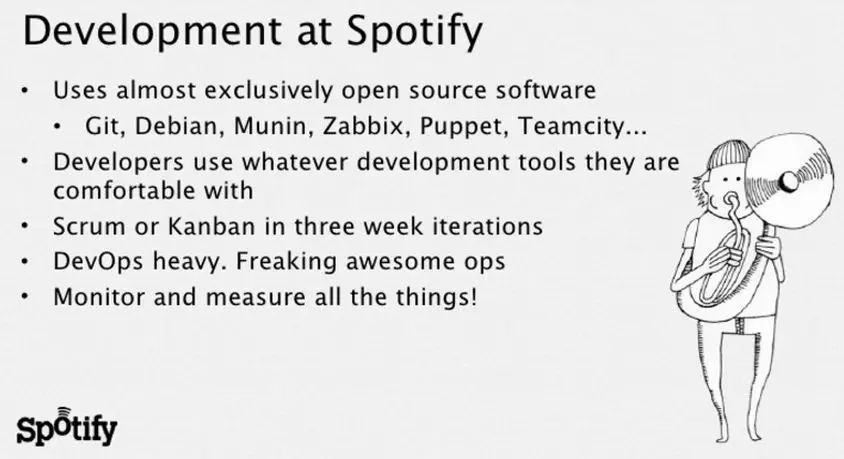 Development at Spotify
• Uses almost exclusively open source software
• Git, Debian, Munin, Zabbix, Puppet, Teamcity...
• Developers use whatever development tools they are
comfortable with
• Scrum or Kanban in three week iterations
• DevOps heavy. Freaking awesome ops
• Monitor and measure all the things!
Spotify